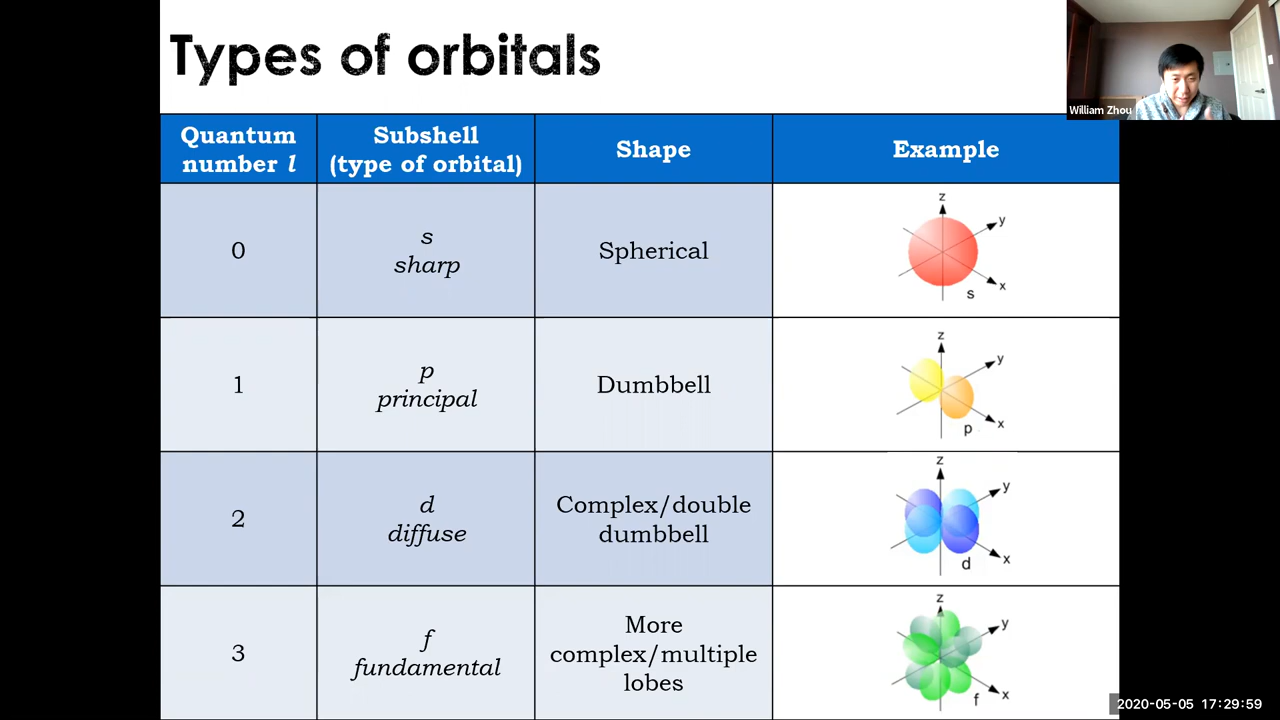 Types of orbitals
William Zhou
Quantum
number l
Subshell
(type of orbital)
Shape
Example
0
s
sharp
Spherical
z
y
x
s
1
p
principal
Dumbbell
z
y
x
p
2
d
diffuse
Complex/double
dumbbell
z
y
x
d
3
f
fundamental
More
complex/multiple
lobes
z
y
x
f
2020-05-05 17:29:59